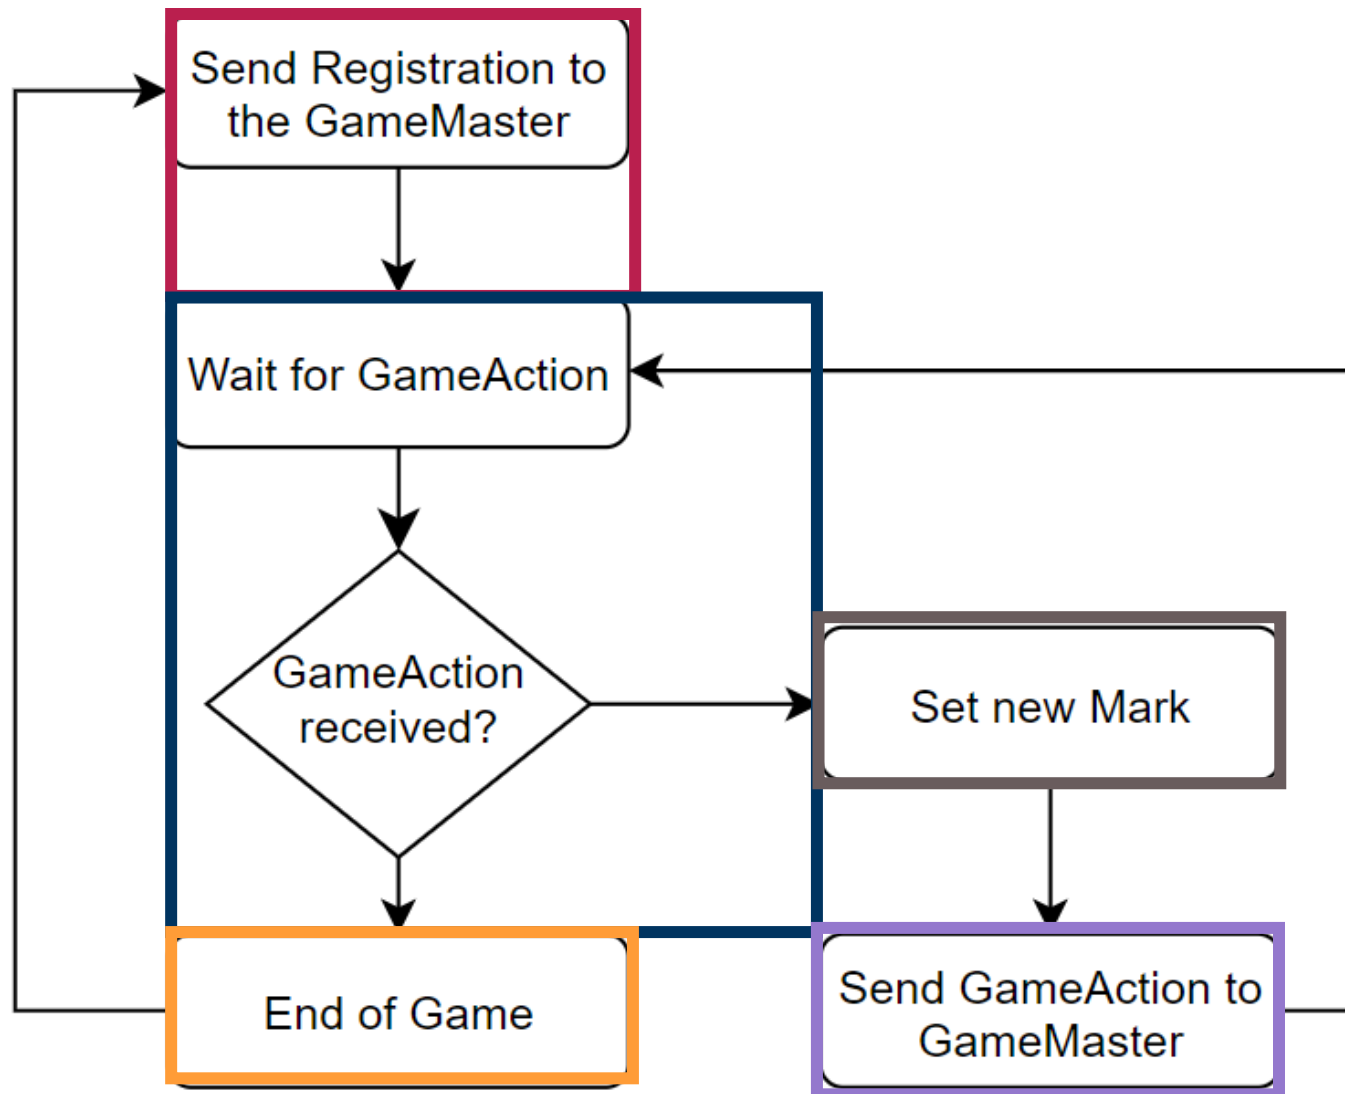 Send Registration to
the GameMaster
Wait for GameAction
GameAction
received?
Set new Mark
End of Game
Send GameAction to
GameMaster